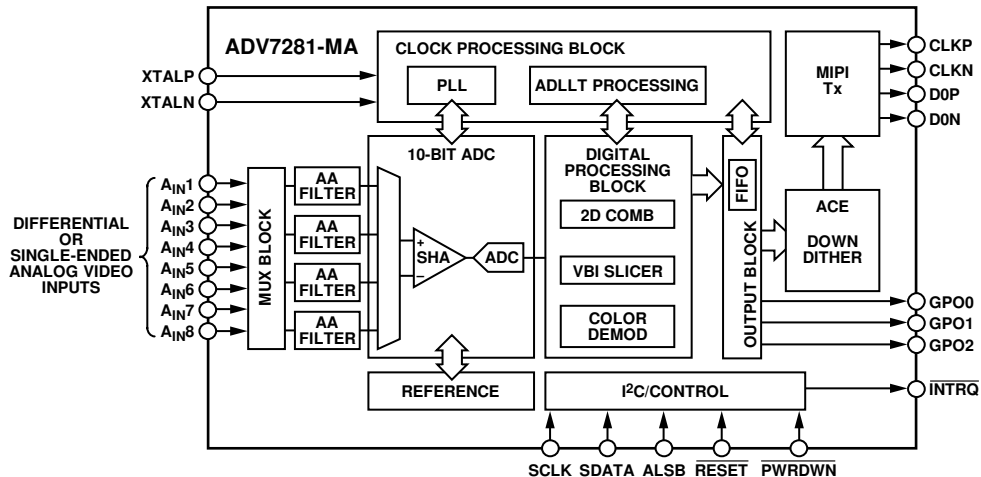 ADV7281-MA
CLOCK PROCESSING BLOCK
PLL
ADLLT PROCESSING
XTALP
XTALN
MIPI
Tx
CLKP
CLKN
D0P
D0N
10-BIT ADC
DIGITAL
PROCESSING
BLOCK
2D COMB
VBI SLICER
COLOR
DEMOD
FIFO
OUTPUT BLOCK
ACE
DOWN
DITHER
DIFFERENTIAL
OR
SINGLE-ENDED
ANALOG VIDEO
INPUTS
AIN1
AIN2
AIN3
AIN4
AIN5
AIN6
AIN7
AIN8
MUX BLOCK
AA
FILTER
AA
FILTER
AA
FILTER
AA
FILTER
+
SHA
–
ADC
REFERENCE
GPO0
GPO1
GPO2
I2C/CONTROL
INTRQ
SCLK
SDATA
ALSB
RESET
PWRDWN